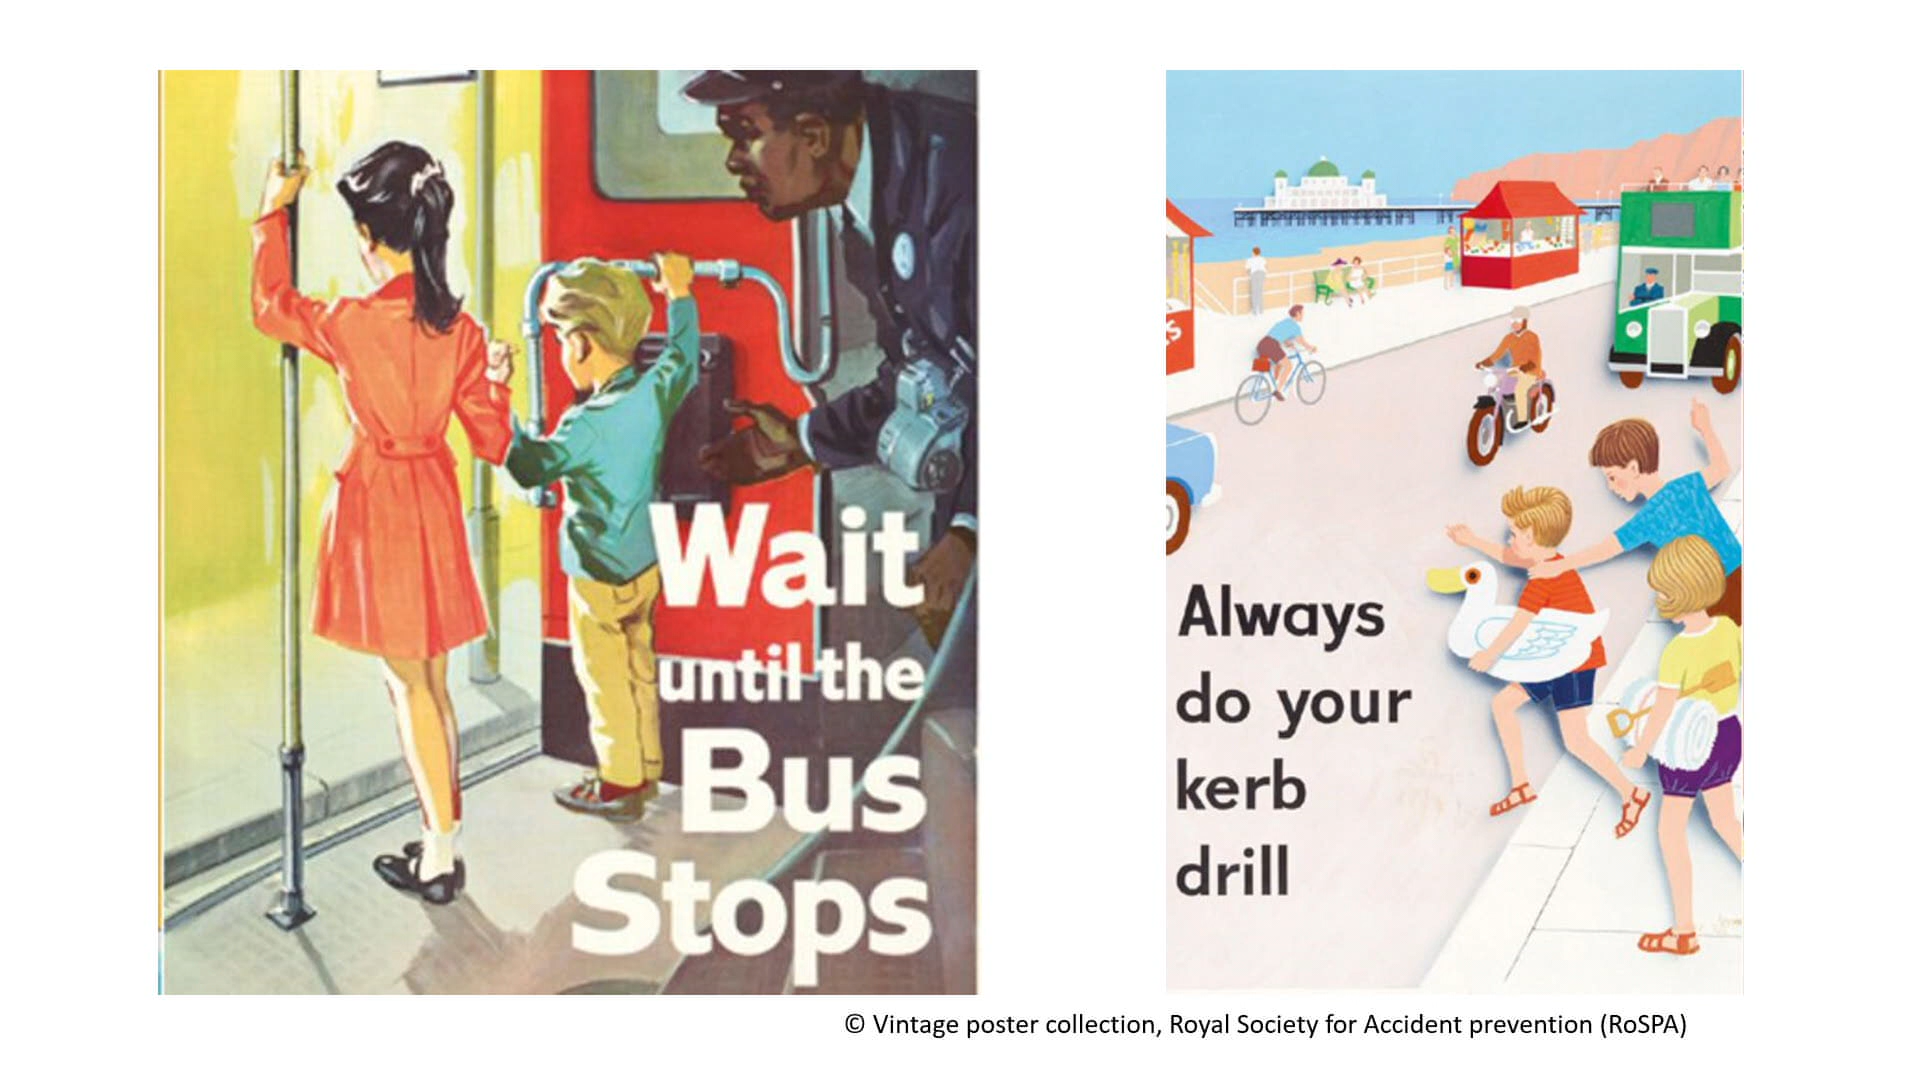 Wait
until the
Bus
Stops
Always
do your
kerb
drill
© Vintage poster collection, Royal Society for Accident prevention (RoSPA)